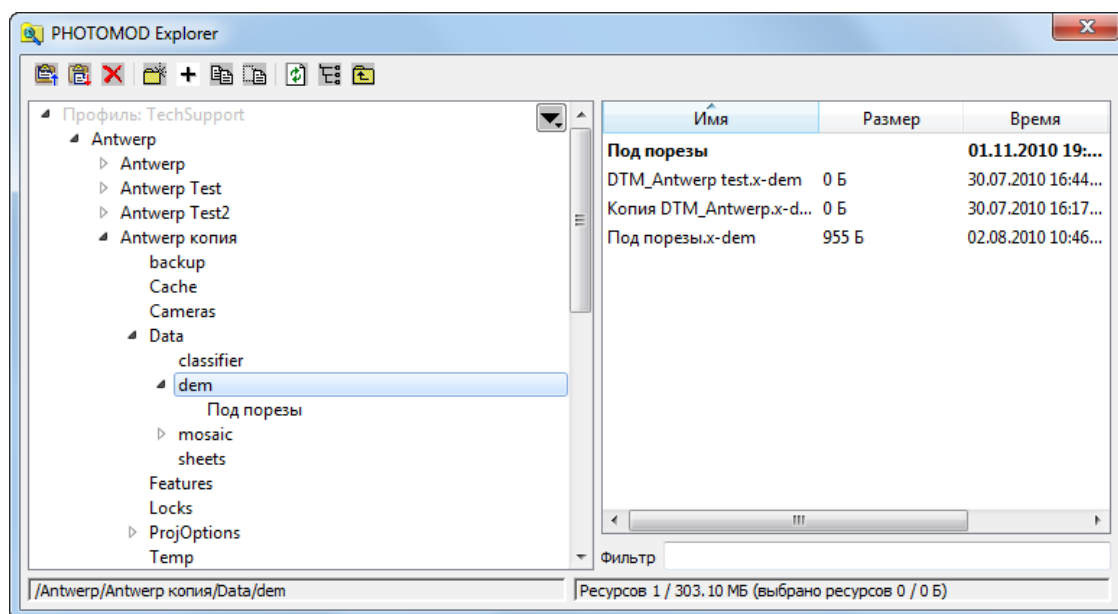 PHOTOMOD Explorer
Профиль: TechSupport
Antwerp
Antwerp
Antwerp Test
Antwerp Test2
Antwerp копия
backup
Cache
Cameras
Data
classifier
dem
Под порезы
mosaic
sheets
Features
Locks
ProjOptions
Temp
Имя Размер Время
Под порезы 01.11.2010 19:...
DTM_Antwerp test.x-dem 0 Б 30.07.2010 16:44...
Копия DTM_Antwerp.x-d... 0 Б 30.07.2010 16:17...
Под порезы.x-dem 955 Б 02.08.2010 10:46...
Фильтр
/Antwerp/Antwerp копия/Data/dem
Ресурсов 1 / 303.10 МБ (выбрано ресурсов 0 / 0 Б)